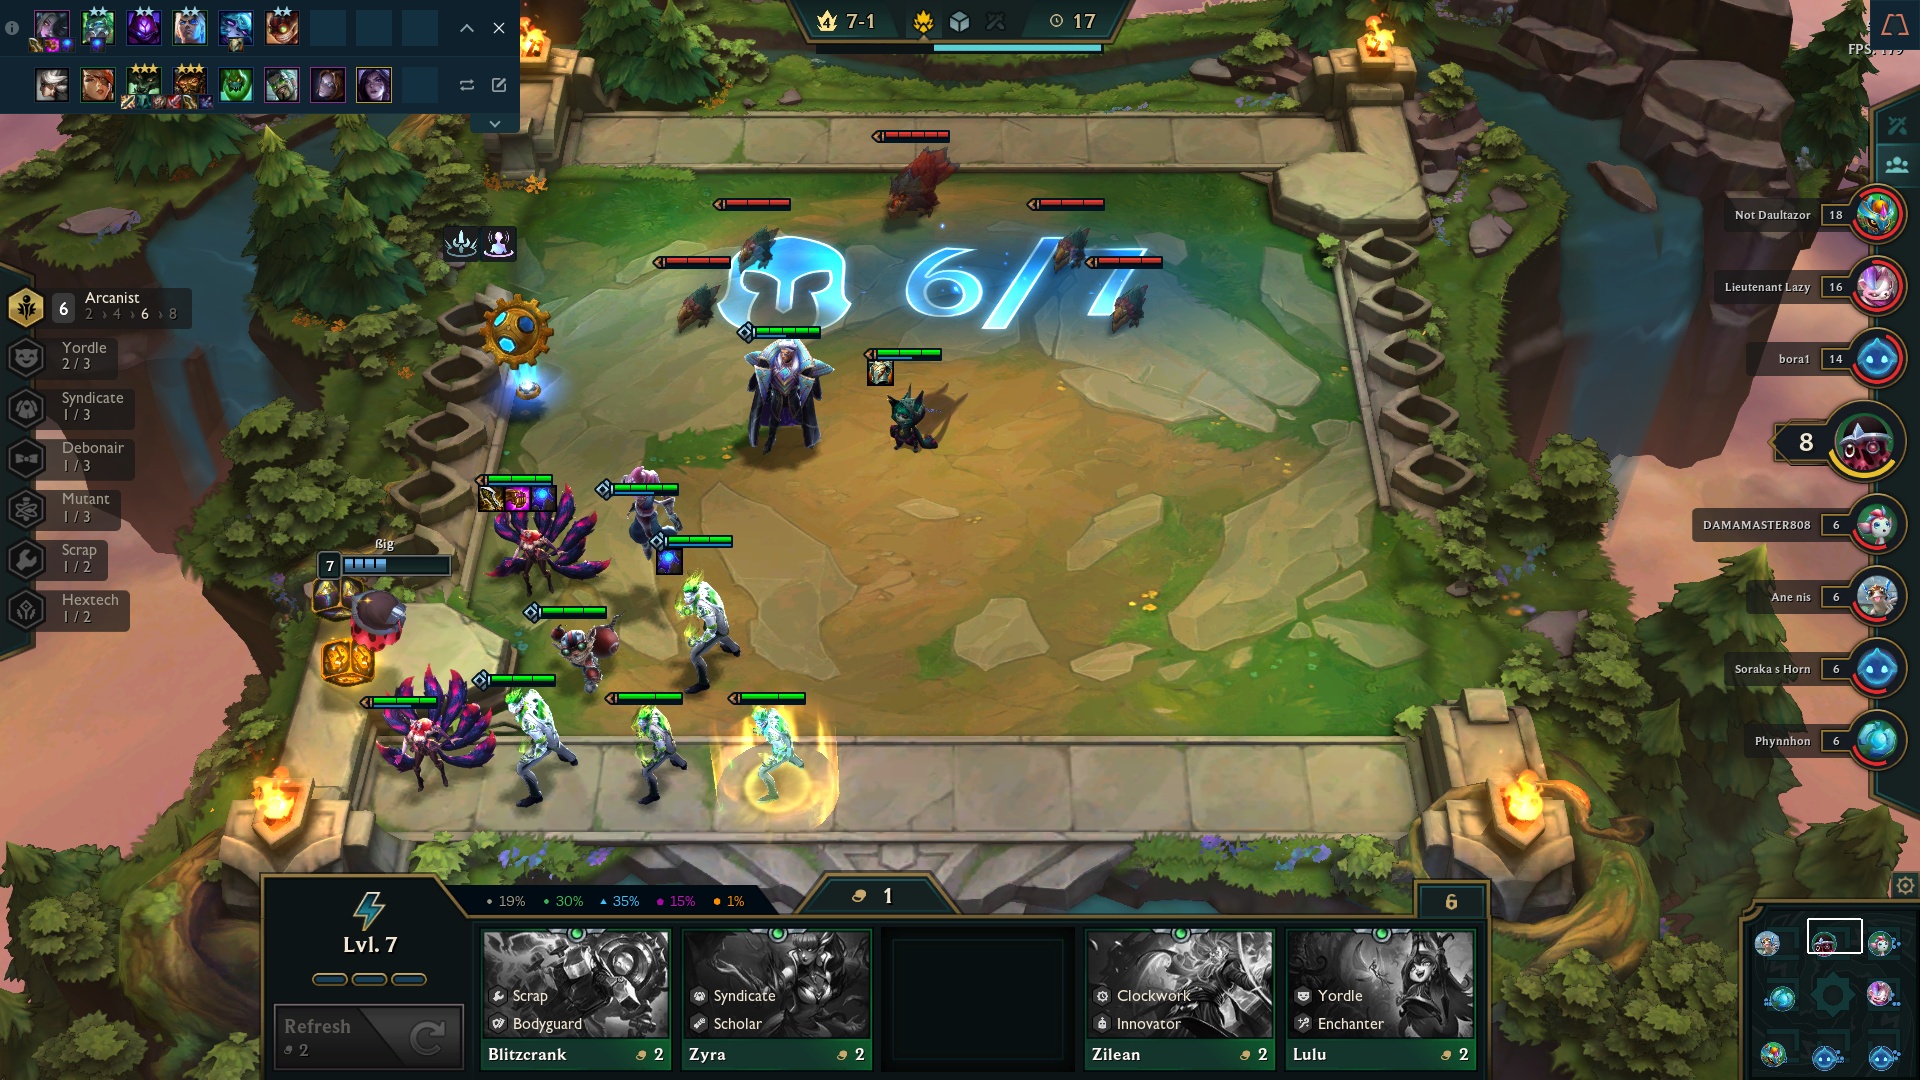 7-1
17
FPS: 179
6/7
6 Arcanist
2 › 4 › 6 › 8
Yordle
2 / 3
Syndicate
1 / 3
Debonair
1 / 3
Mutant
1 / 3
Scrap
1 / 2
Hextech
1 / 2
ßig
7
Not Daultazor 18
Lieutenant Lazy 16
bora1 14
8
DAMAMASTER808 6
Ane nis 6
Soraka s Horn 6
Phynnhon 6
19% 30% 35% 15% 1%
1
6
Lvl. 7
Refresh
2
Scrap
Bodyguard
Blitzcrank 2
Syndicate
Scholar
Zyra 2
Clockwork
Innovator
Zilean 2
Yordle
Enchanter
Lulu 2